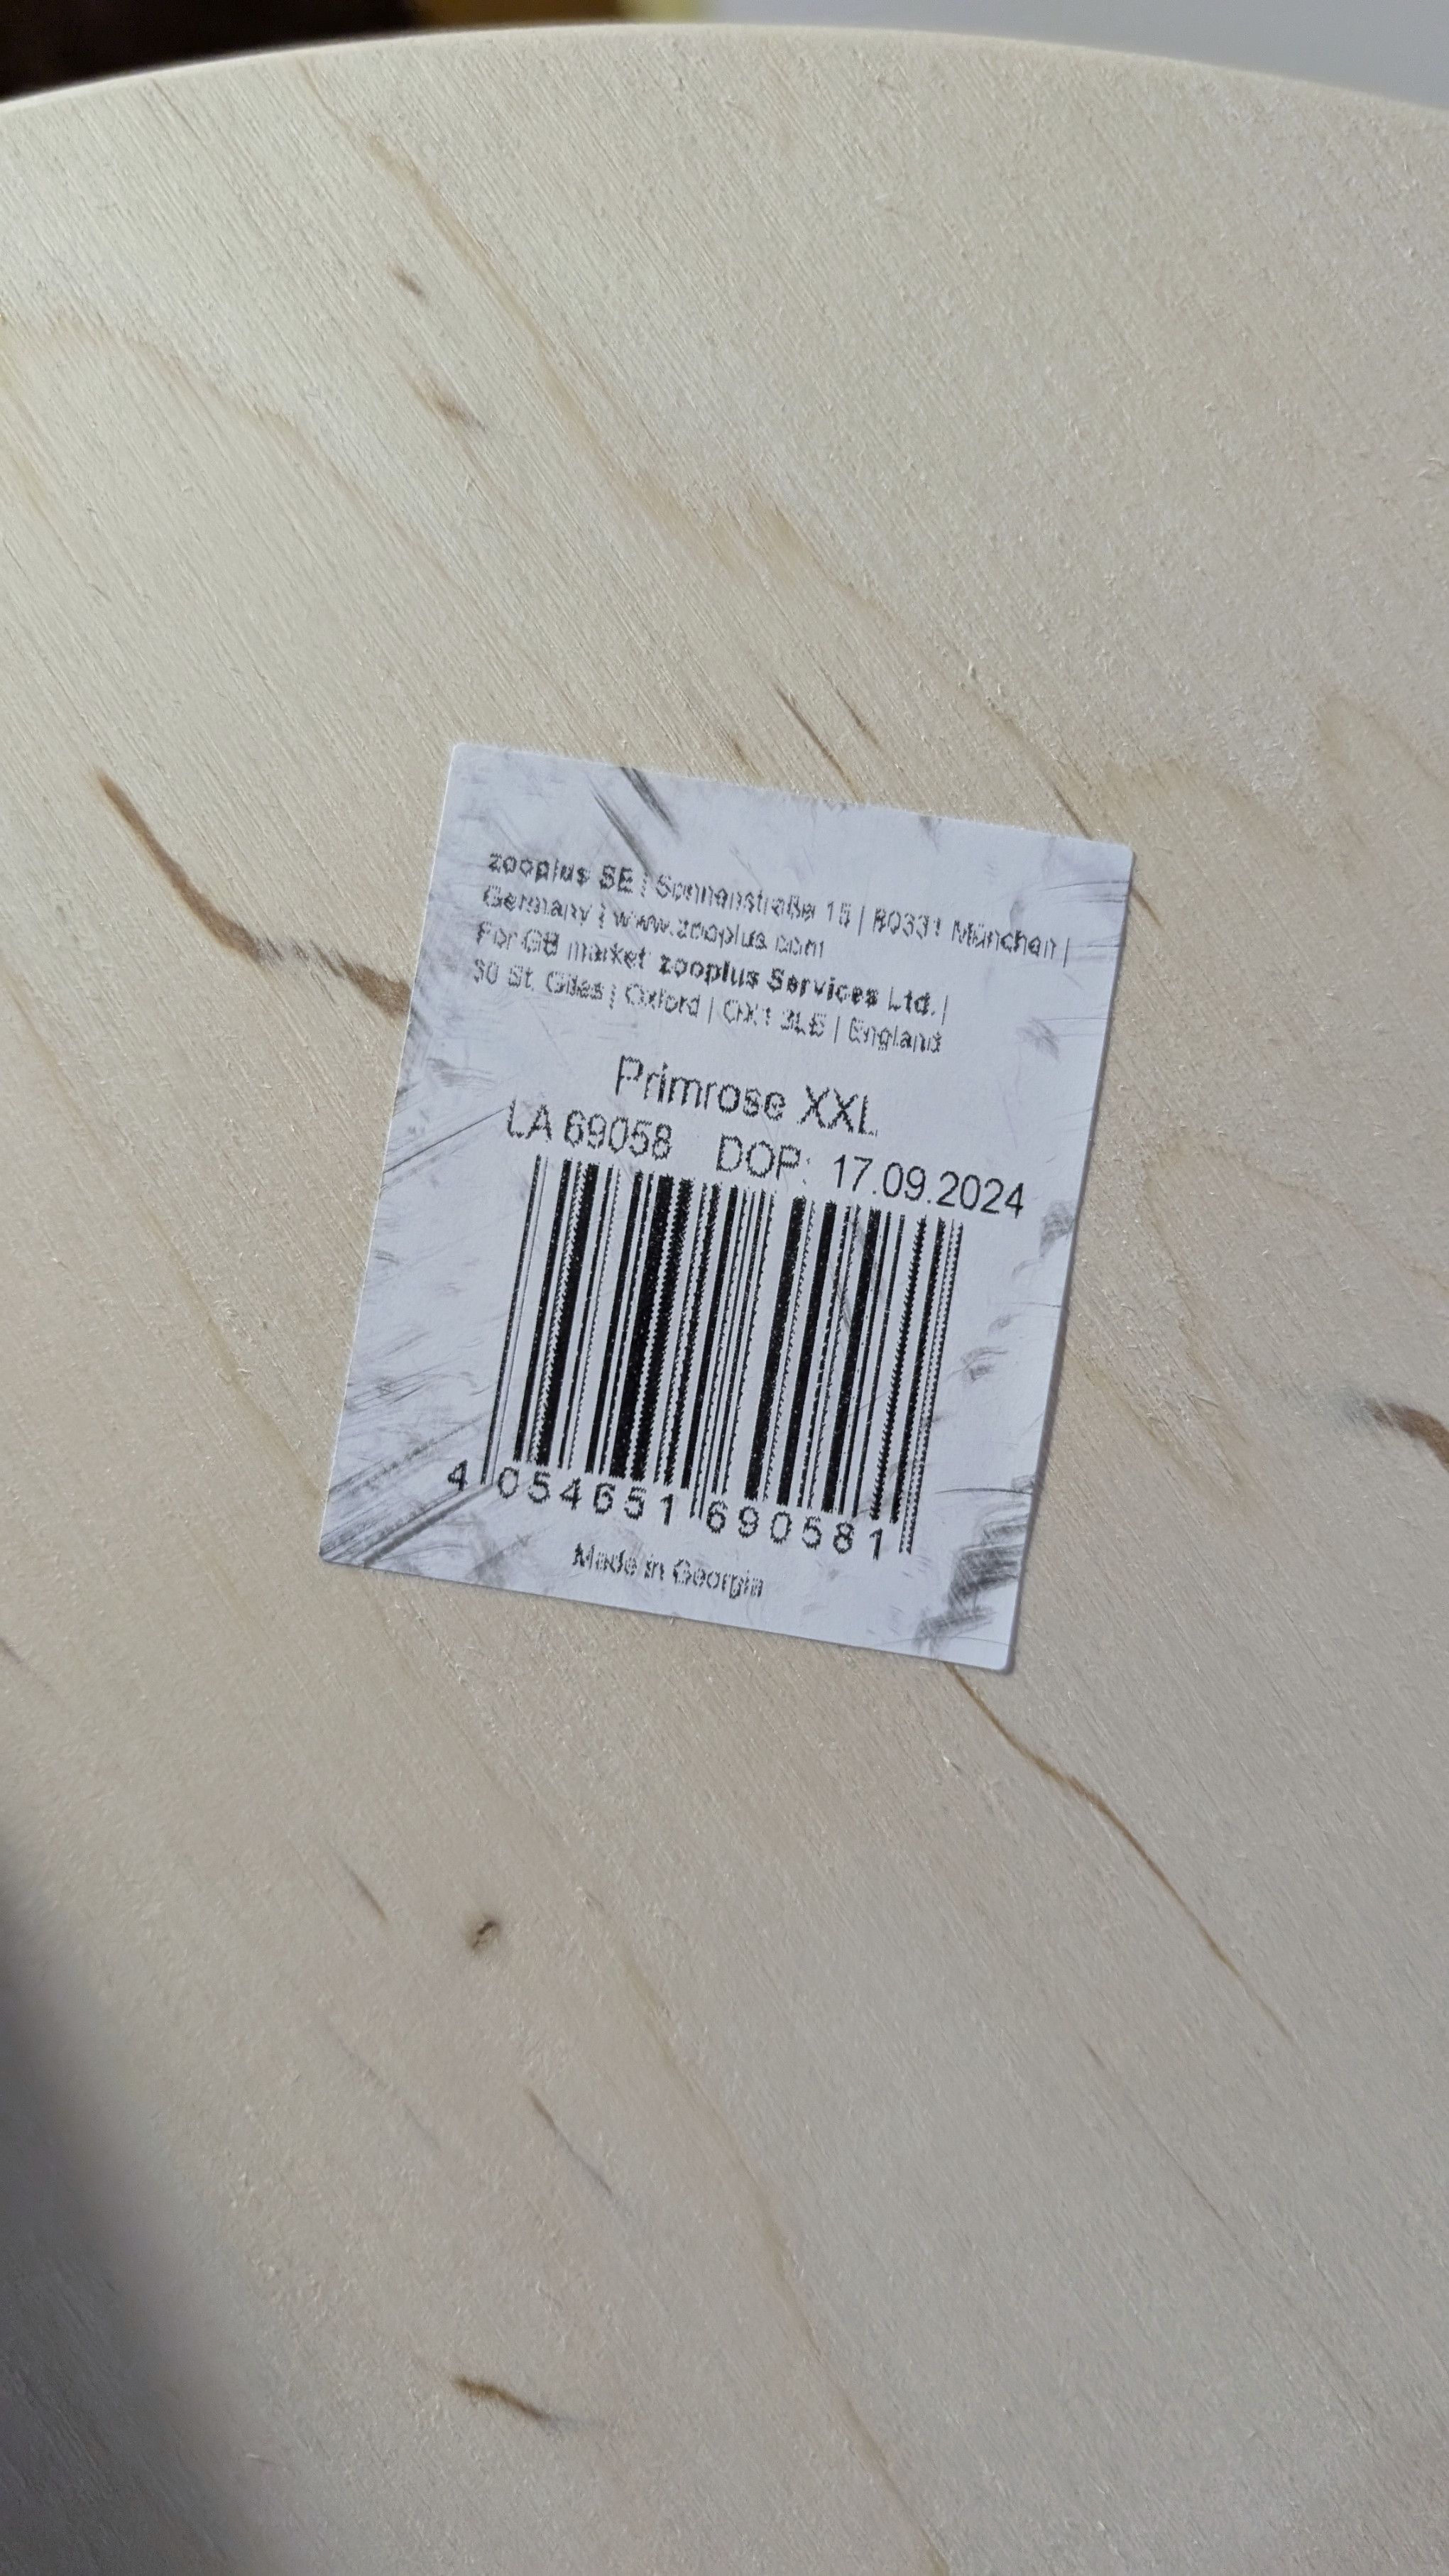 zooplus SE | Sonnenstraße 15 | 80331 München |
Germany | www.zooplus.com
For GB market zooplus Services Ltd. |
50 St. Giles | Oxford | OX1 3LE | England
Primrose XXL
LA 69058 DOP: 17.09.2024
4 054651 690581
Made in Georgia